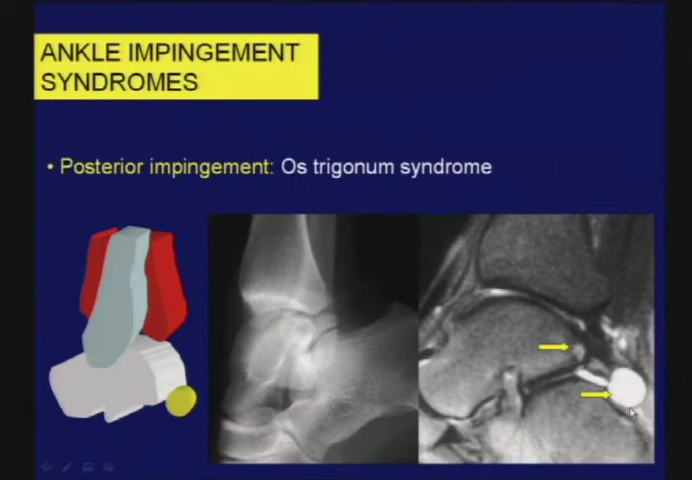 ANKLE IMPINGEMENT
SYNDROMES
• Posterior impingement: Os trigonum syndrome